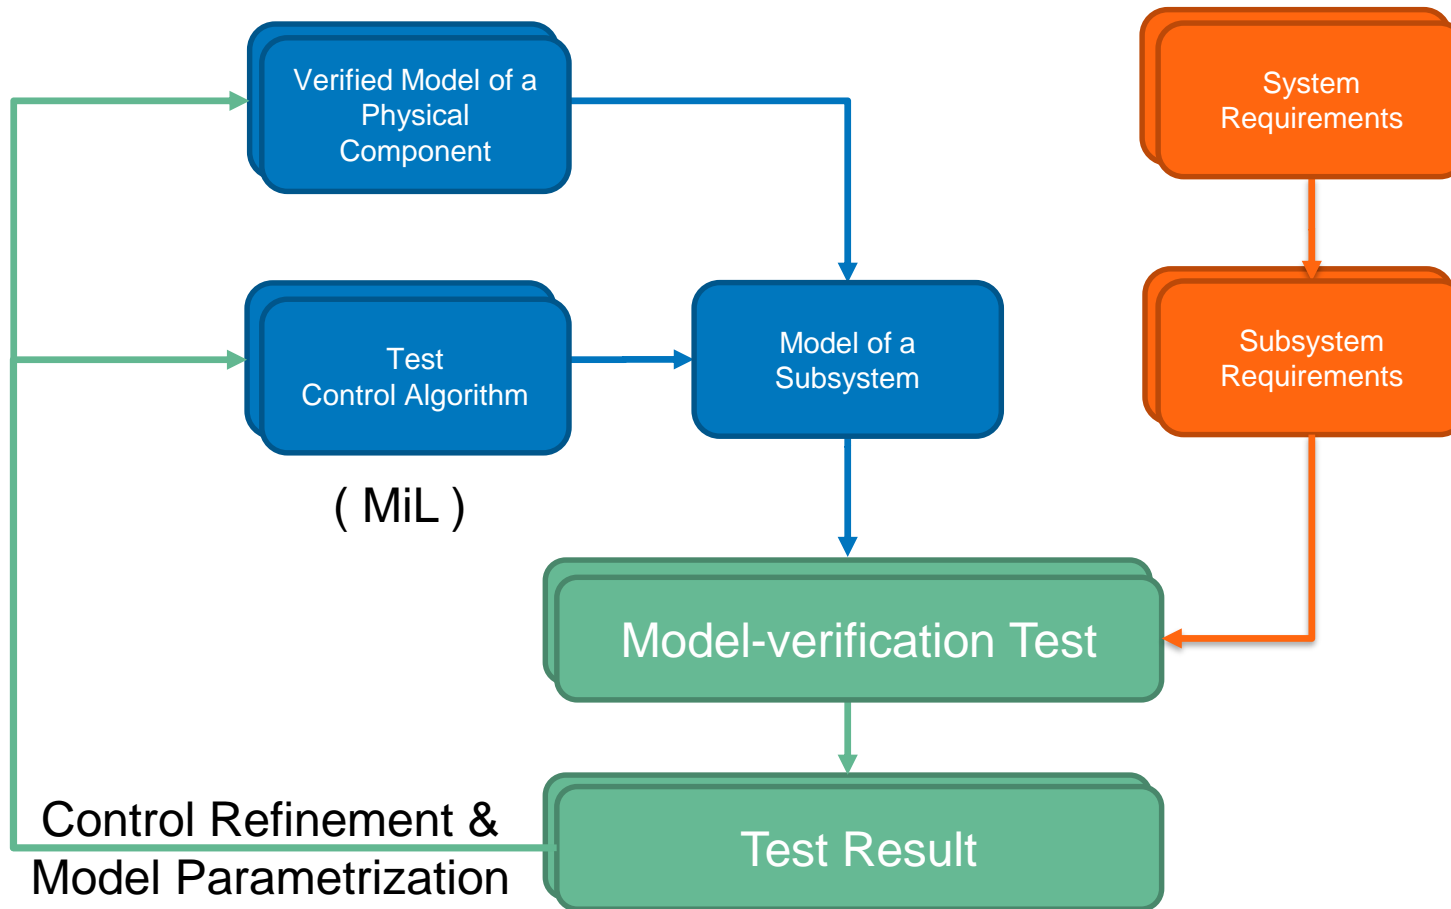 Verified Model of a
Physical
Component
System
Requirements
Test
Control Algorithm
Model of a
Subsystem
Subsystem
Requirements
( MiL )
Model-verification Test
Control Refinement &
Model Parametrization
Test Result